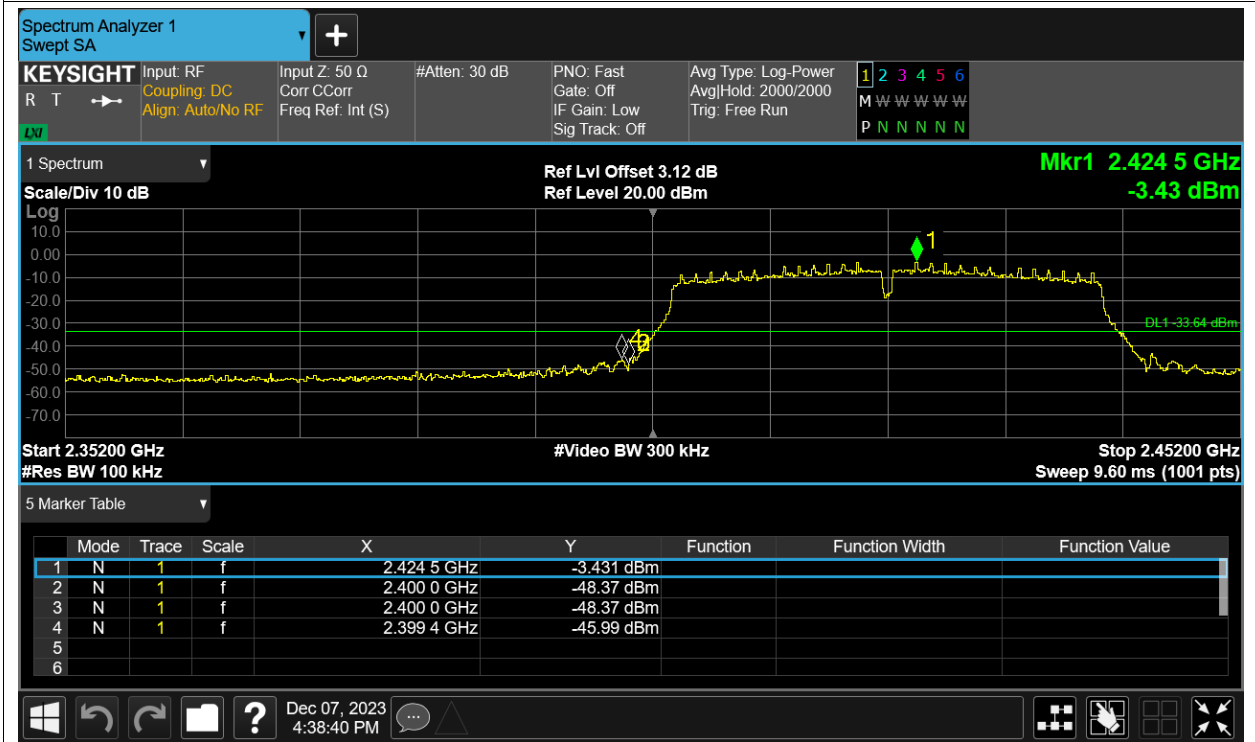 Spectrum Analyzer 1
Swept SA
+
KEYSIGHT
R T
LXI
Input: RF
Coupling: DC
Align: Auto/No RF
Input Z: 50 Ω
Corr CCorr
Freq Ref: Int (S)
#Atten: 30 dB
PNO: Fast
Gate: Off
IF Gain: Low
Sig Track: Off
Avg Type: Log-Power
Avg|Hold: 2000/2000
Trig: Free Run
1 2 3 4 5 6
M W W W W W
P N N N N N
1 Spectrum
Scale/Div 10 dB
Ref Lvl Offset 3.12 dB
Ref Level 20.00 dBm
Mkr1 2.424 5 GHz
-3.43 dBm
Log
10.0
0.00
-10.0
-20.0
-30.0
-40.0
-50.0
-60.0
-70.0
1
DL1 -33.64 dBm
Start 2.35200 GHz
#Res BW 100 kHz
#Video BW 300 kHz
Stop 2.45200 GHz
Sweep 9.60 ms (1001 pts)
5 Marker Table
Mode Trace Scale X Y Function Function Width Function Value
1 N 1 f 2.424 5 GHz -3.431 dBm
2 N 1 f 2.400 0 GHz -48.37 dBm
3 N 1 f 2.400 0 GHz -48.37 dBm
4 N 1 f 2.399 4 GHz -45.99 dBm
5
6
?
Dec 07, 2023
4:38:40 PM